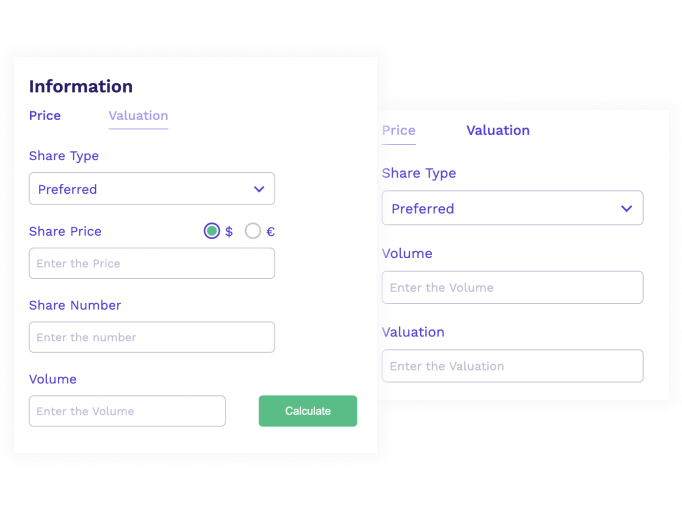 Information
Price Valuation
Share Type
Preferred
Share Price $ €
Enter the Price
Share Number
Enter the number
Volume
Enter the Volume Calculate
Price Valuation
Share Type
Preferred
Volume
Enter the Volume
Valuation
Enter the Valuation